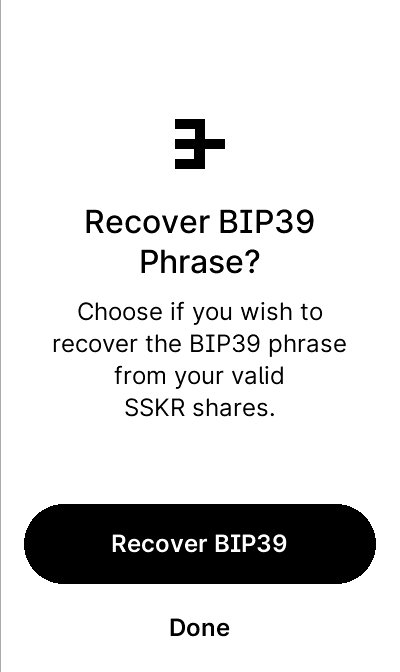 Recover BIP39
Phrase?
Choose if you wish to
recover the BIP39 phrase
from your valid
SSKR shares.
Recover BIP39
Done